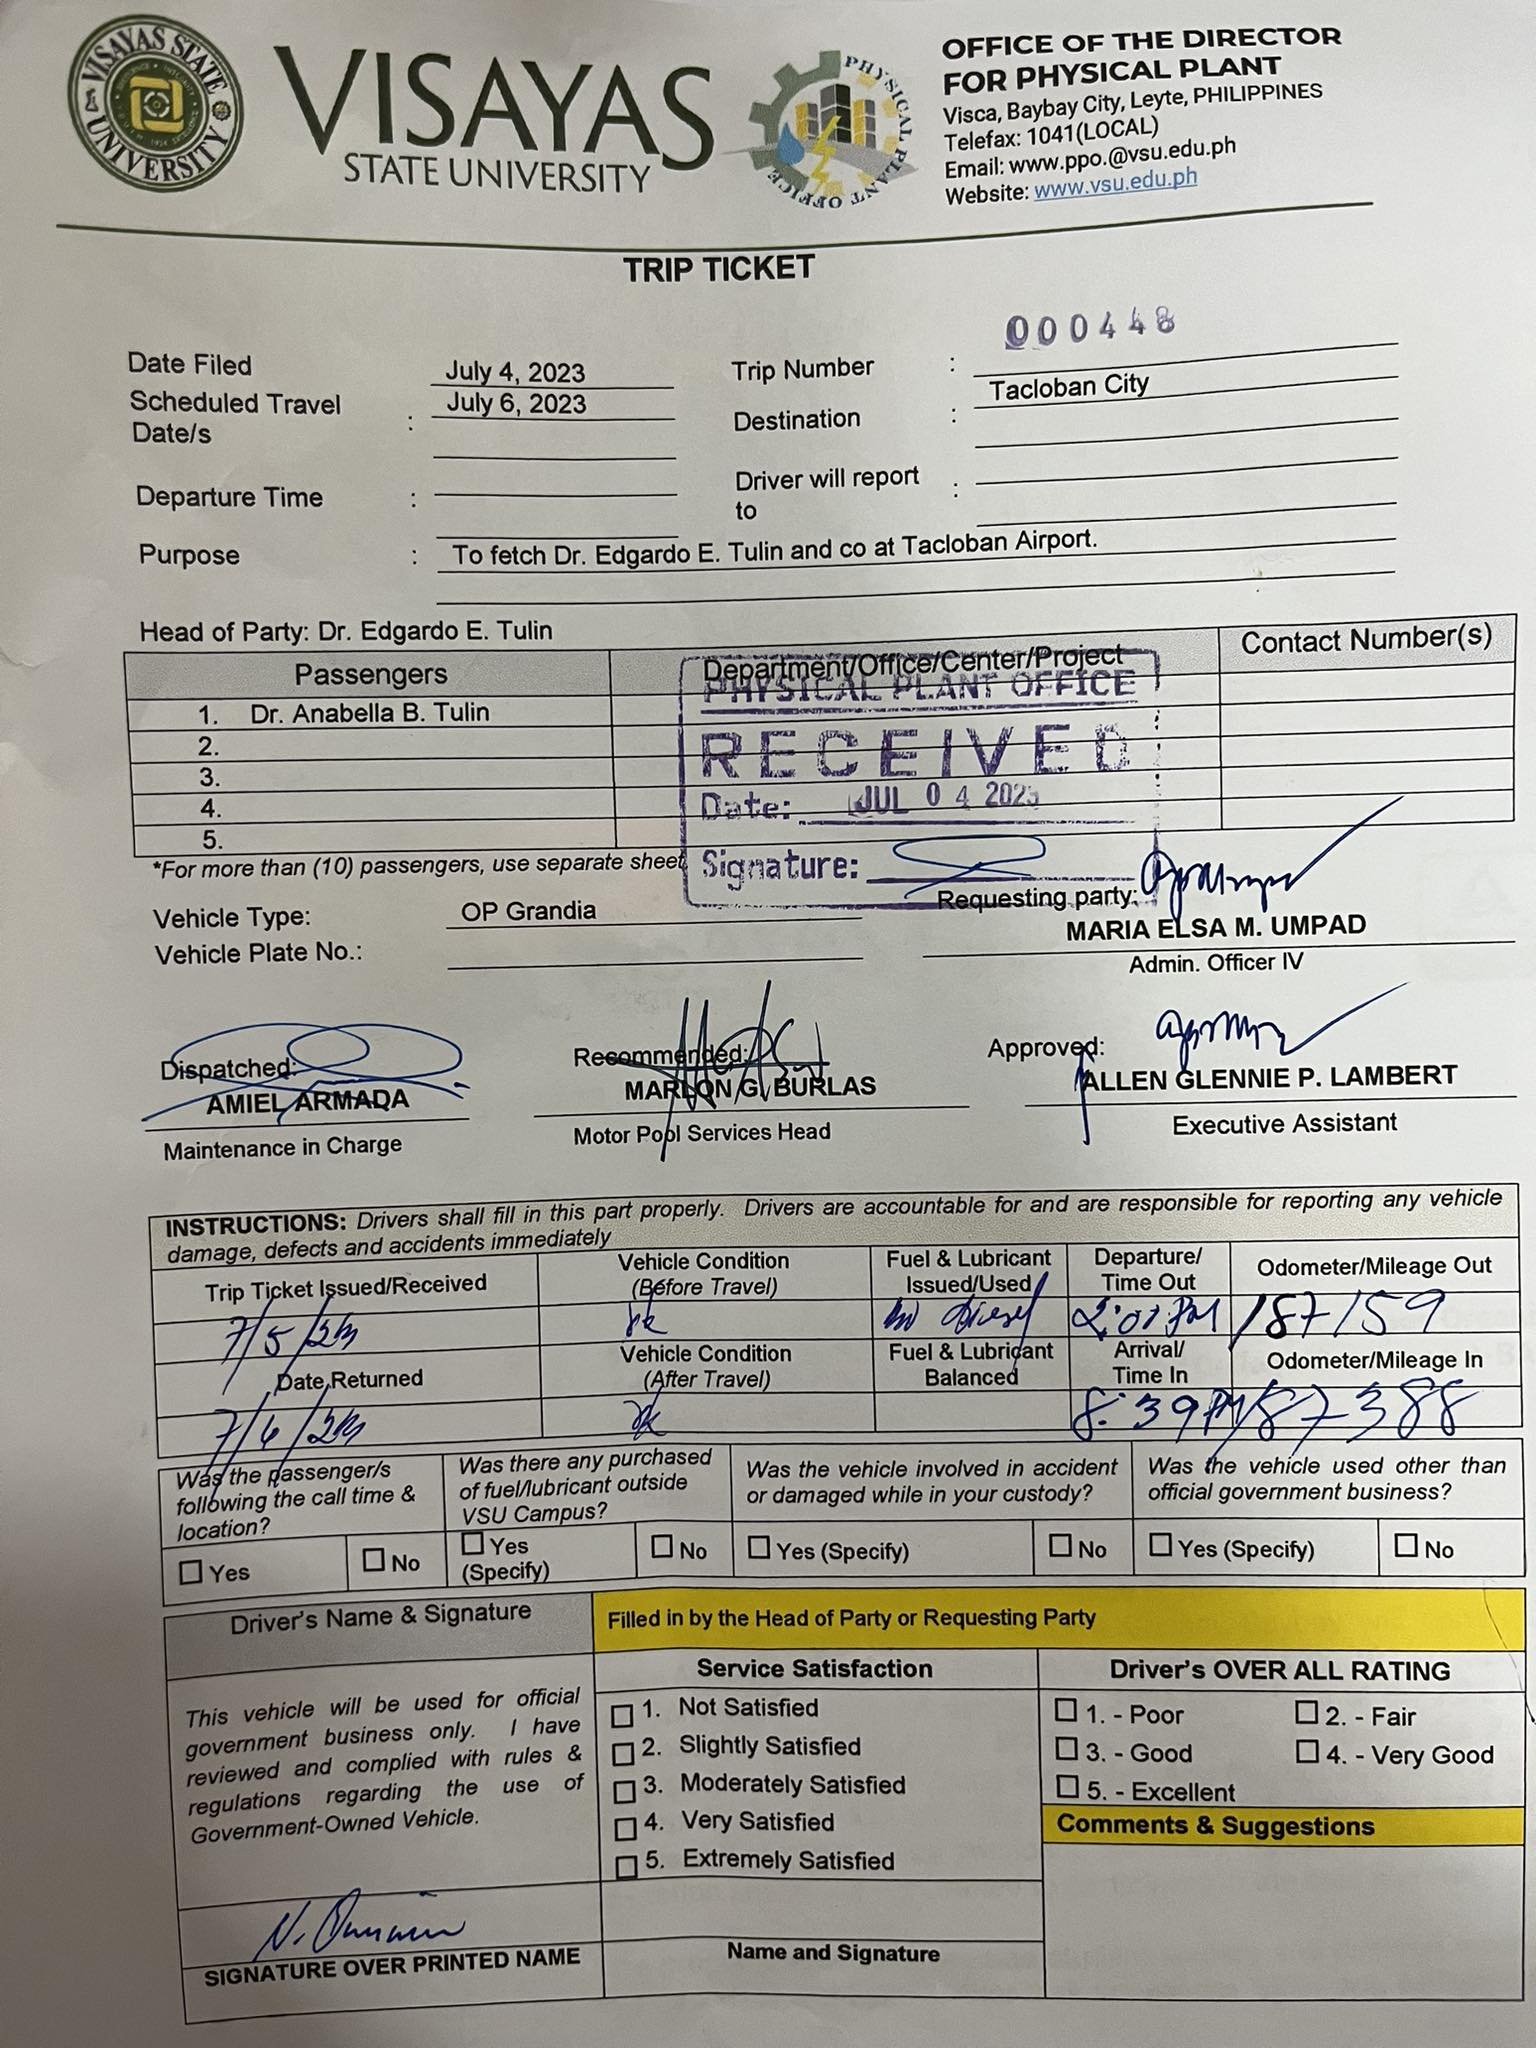 VISAYAS STATE UNIVERSITY
VISAYAS
STATE UNIVERSITY
PHYSICAL PLANT OFFICE
OFFICE OF THE DIRECTOR
FOR PHYSICAL PLANT
Visca, Baybay City, Leyte, PHILIPPINES
Telefax: 1041(LOCAL)
Email: www.ppo.@vsu.edu.ph
Website: www.vsu.edu.ph
TRIP TICKET
000448
Date Filed July 4, 2023 Trip Number :
Scheduled Travel Date/s : July 6, 2023 Destination : Tacloban City
Departure Time : Driver will report to :
Purpose : To fetch Dr. Edgardo E. Tulin and co at Tacloban Airport.
Head of Party: Dr. Edgardo E. Tulin
Passengers Department/Office/Center/Project Contact Number(s)
1. Dr. Anabella B. Tulin
2.
3.
4.
5.
PHYSICAL PLANT OFFICE
RECEIVED
Date: JUL 04 2023
Signature:
*For more than (10) passengers, use separate sheet
Requesting party:
Vehicle Type: OP Grandia
MARIA ELSA M. UMPAD
Vehicle Plate No.:
Admin. Officer IV
Dispatched: Recommended: Approved:
AMIEL ARMADA MARLON G. BURLAS ALLEN GLENNIE P. LAMBERT
Maintenance in Charge Motor Pool Services Head Executive Assistant
INSTRUCTIONS: Drivers shall fill in this part properly. Drivers are accountable for and are responsible for reporting any vehicle
damage, defects and accidents immediately
Trip Ticket Issued/Received Vehicle Condition (Before Travel) Fuel & Lubricant Issued/Used Departure/ Time Out Odometer/Mileage Out
7/5/23 Diesel 2:01 PM 187159
Date Returned Vehicle Condition (After Travel) Fuel & Lubricant Balanced Arrival/ Time In Odometer/Mileage In
7/6/23 8:39 PM 187388
Was the passenger/s following the call time & location? Was there any purchased of fuel/lubricant outside VSU Campus? Was the vehicle involved in accident or damaged while in your custody? Was the vehicle used other than official government business?
Yes No Yes (Specify) No Yes (Specify) No Yes (Specify) No
Driver's Name & Signature Filled in by the Head of Party or Requesting Party
Service Satisfaction Driver's OVER ALL RATING
This vehicle will be used for official
government business only. I have
reviewed and complied with rules &
regulations regarding the use of
Government-Owned Vehicle.
1. Not Satisfied
2. Slightly Satisfied
3. Moderately Satisfied
4. Very Satisfied
5. Extremely Satisfied
1. - Poor 2. - Fair
3. - Good 4. - Very Good
5. - Excellent
Comments & Suggestions
SIGNATURE OVER PRINTED NAME Name and Signature